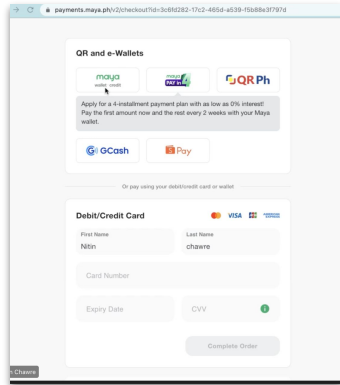 payments.maya.ph/v2/checkout?id=3c6fd282-17c2-465d-a539-f5b88e3f797d
QR and e-Wallets
maya
wallet credit
maya
PAY in 4
QR Ph
Apply for a 4-installment payment plan with as low as 0% interest!
Pay the first amount now and the rest every 2 weeks with your Maya
wallet.
GCash
Pay
Or pay using your debit/credit card or wallet
Debit/Credit Card
VISA
JCB
AMERICAN
EXPRESS
First Name
Last Name
Nitin
chawre
Card Number
Expiry Date
CVV
Complete Order
Chawre